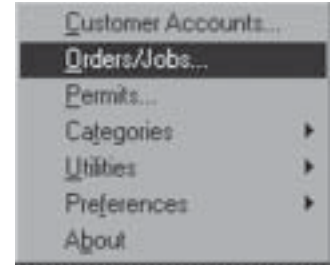 Customer Accounts...
Orders/Jobs...
Permits...
Categories
Utilities
Preferences
About